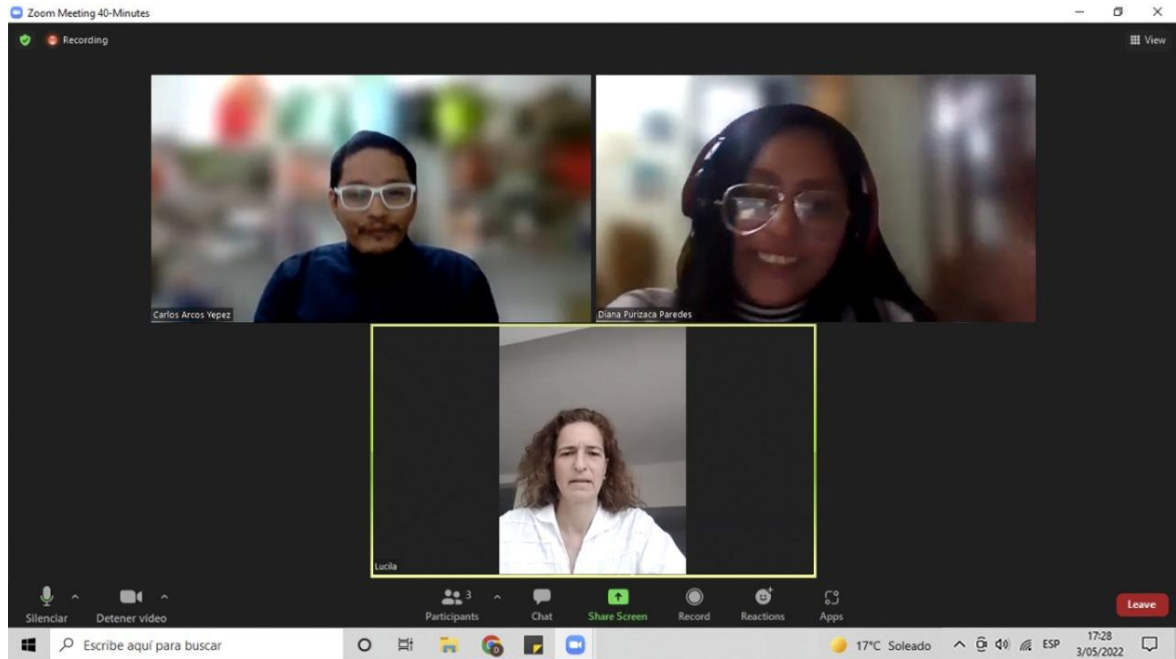 Zoom Meeting 40-Minutes
Recording
View
Carlos Arcos Yepez
Diana Purizaca Paredes
Lucila
Silenciar
Detener video
3
Participants
Chat
Share Screen
Record
Reactions
Apps
Leave
Escribe aquí para buscar
17°C Soleado
ESP
17:28
3/05/2022